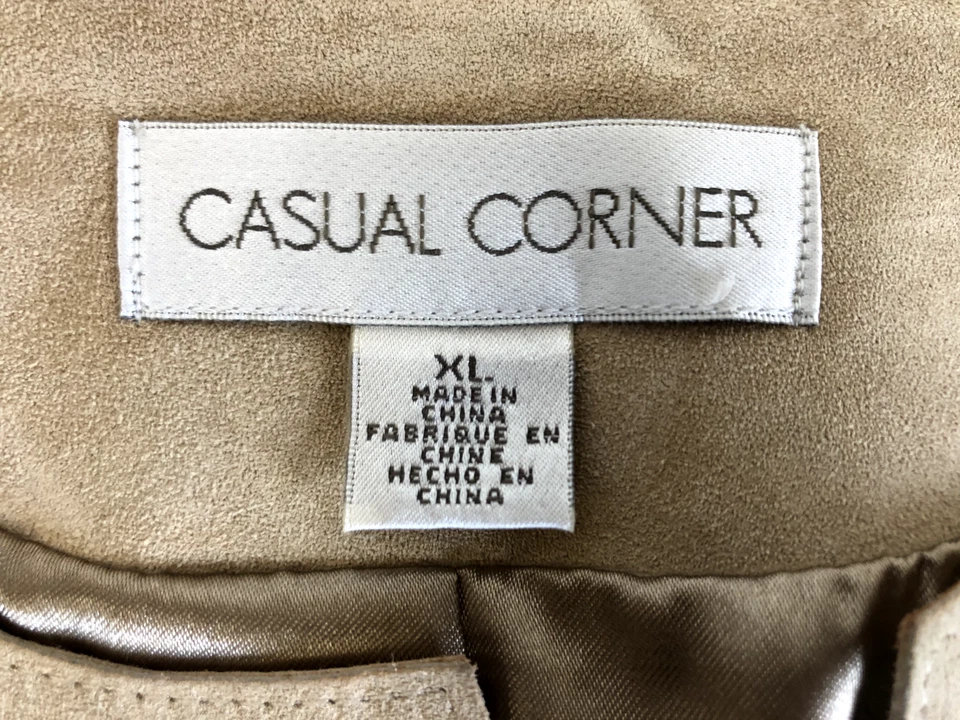 CASUAL CORNER
XL
MADE IN
CHINA
FABRIQUE EN
CHINE
HECHO EN
CHINA